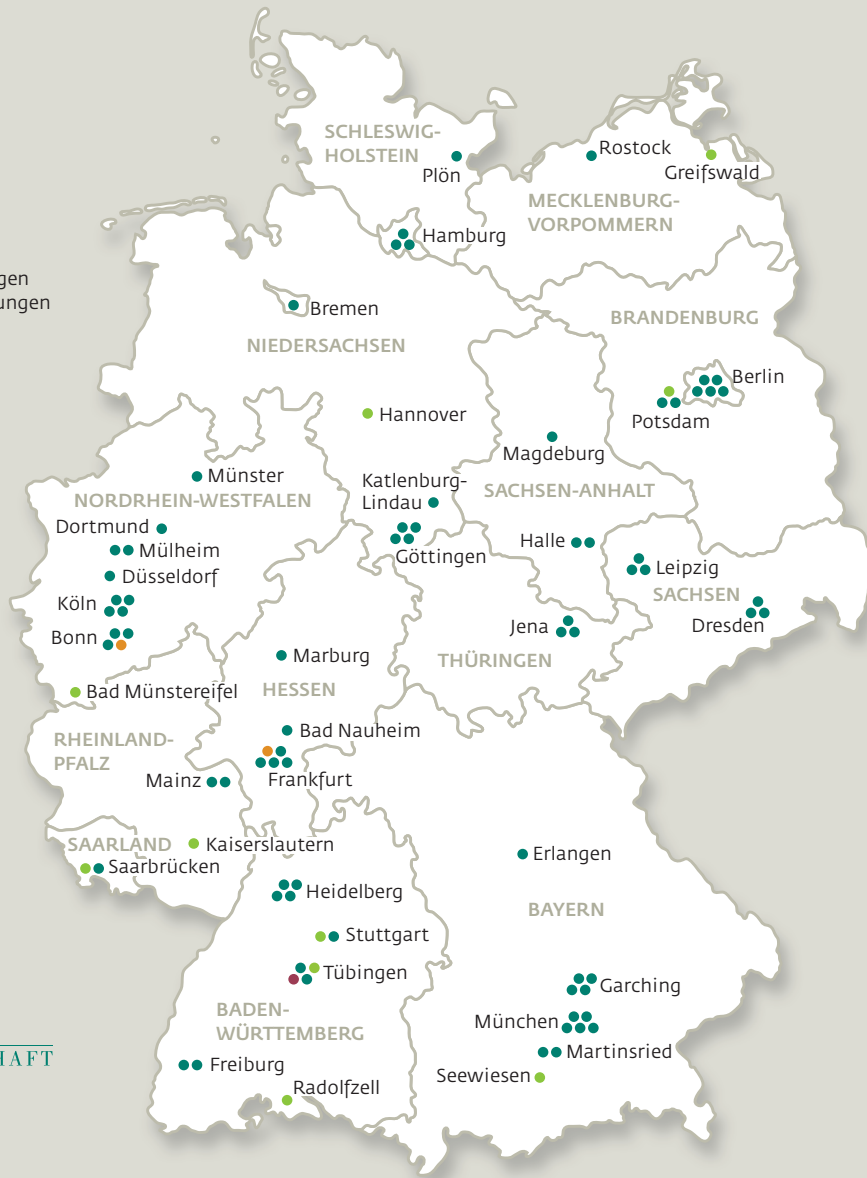 SCHLESWIG-
HOLSTEIN
Plön
Rostock
Greifswald
MECKLENBURG-
VORPOMMERN
Hamburg
Bremen
NIEDERSACHSEN
BRANDENBURG
Berlin
Potsdam
Hannover
Magdeburg
Münster
NORDRHEIN-WESTFALEN
Katlenburg-
Lindau
SACHSEN-ANHALT
Dortmund
Mülheim
Göttingen
Halle
Leipzig
Düsseldorf
SACHSEN
Köln
Dresden
Bonn
Jena
Marburg
THÜRINGEN
Bad Münstereifel
HESSEN
Bad Nauheim
RHEINLAND-
PFALZ
Mainz
Frankfurt
SAARLAND
Kaiserslautern
Saarbrücken
Erlangen
Heidelberg
BAYERN
Stuttgart
Tübingen
Garching
BADEN-
WÜRTTEMBERG
München
Martinsried
Freiburg
Seewiesen
Radolfzell